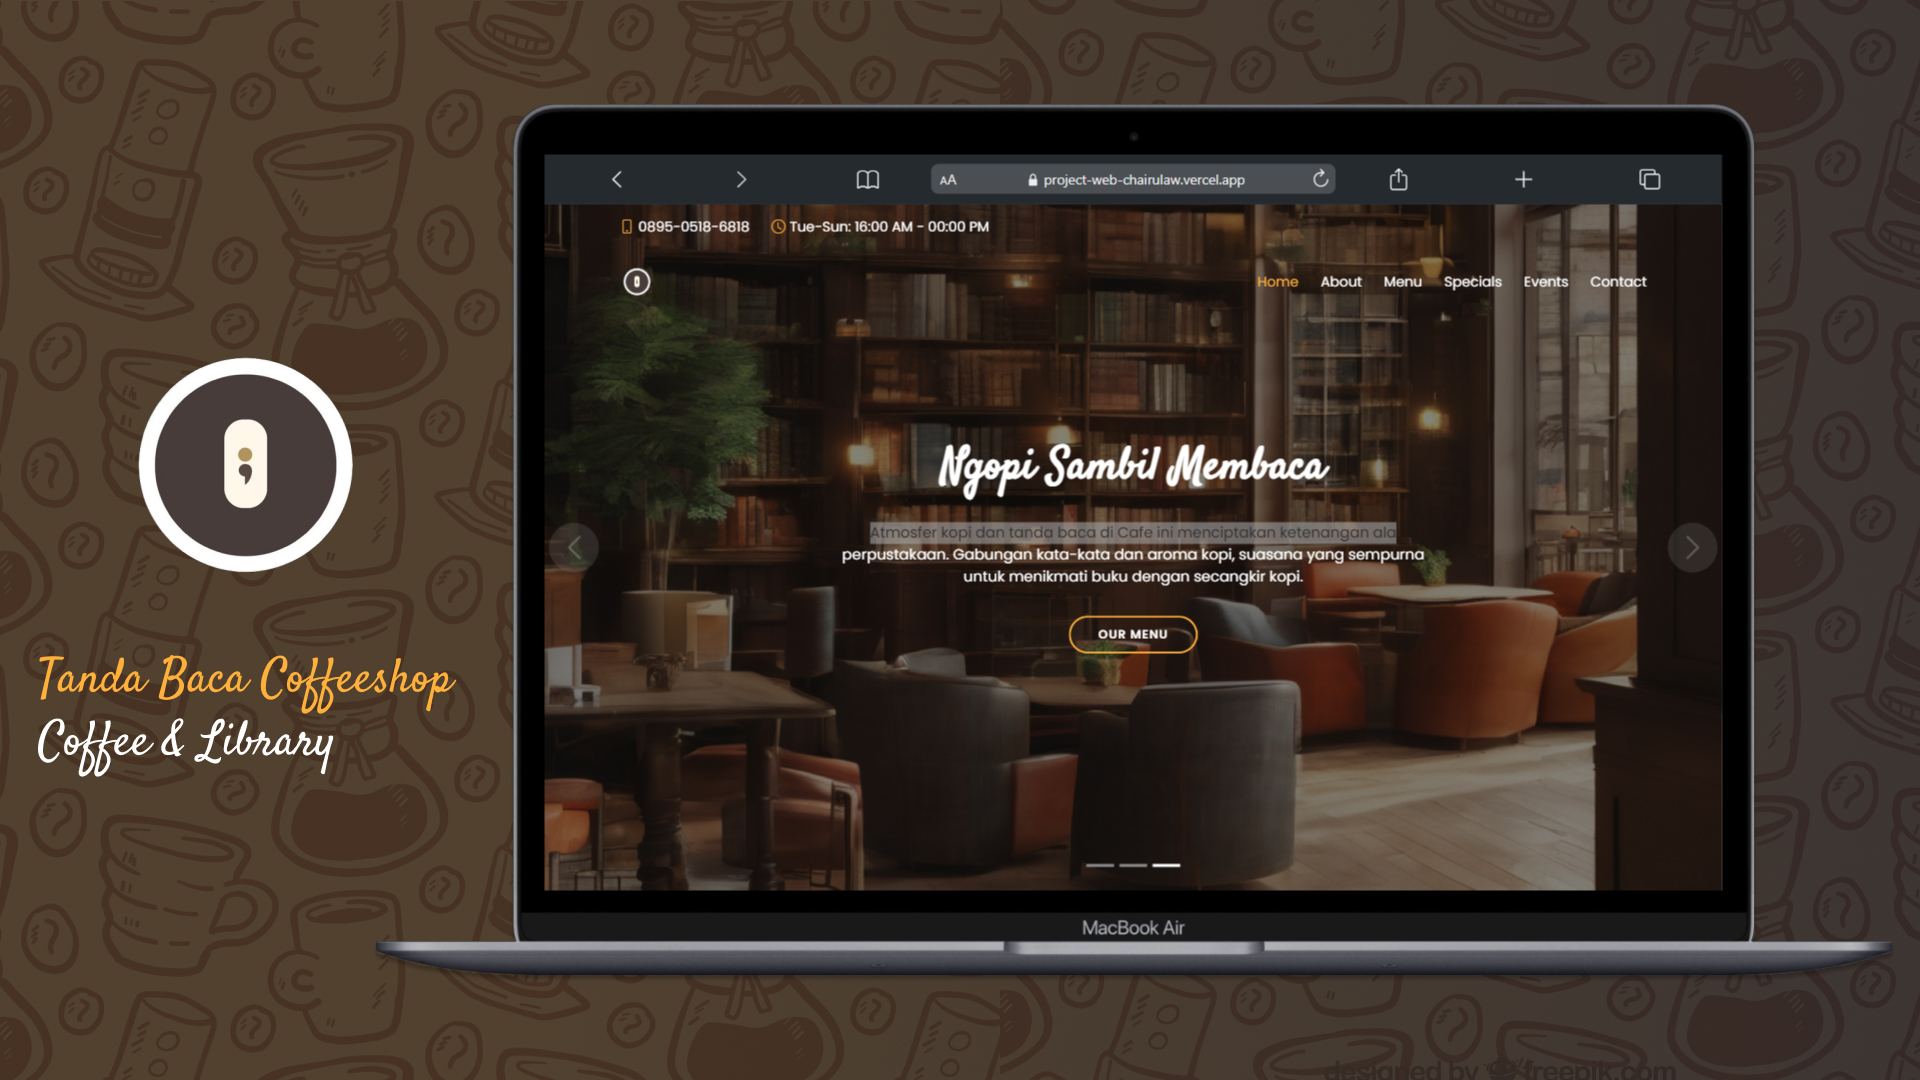 AA project-web-chairulaw.vercel.app
0895-0518-6818 Tue-Sun: 16:00 AM - 00:00 PM
Home About Menu Specials Events Contact
Ngopi Sambil Membaca
Atmosfer kopi dan tanda baca di Cafe ini menciptakan ketenangan ala
perpustakaan. Gabungan kata-kata dan aroma kopi, suasana yang sempurna
untuk menikmati buku dengan secangkir kopi.
OUR MENU
Tanda Baca Coffeeshop
Coffee & Library
MacBook Air
designed by freepik.com